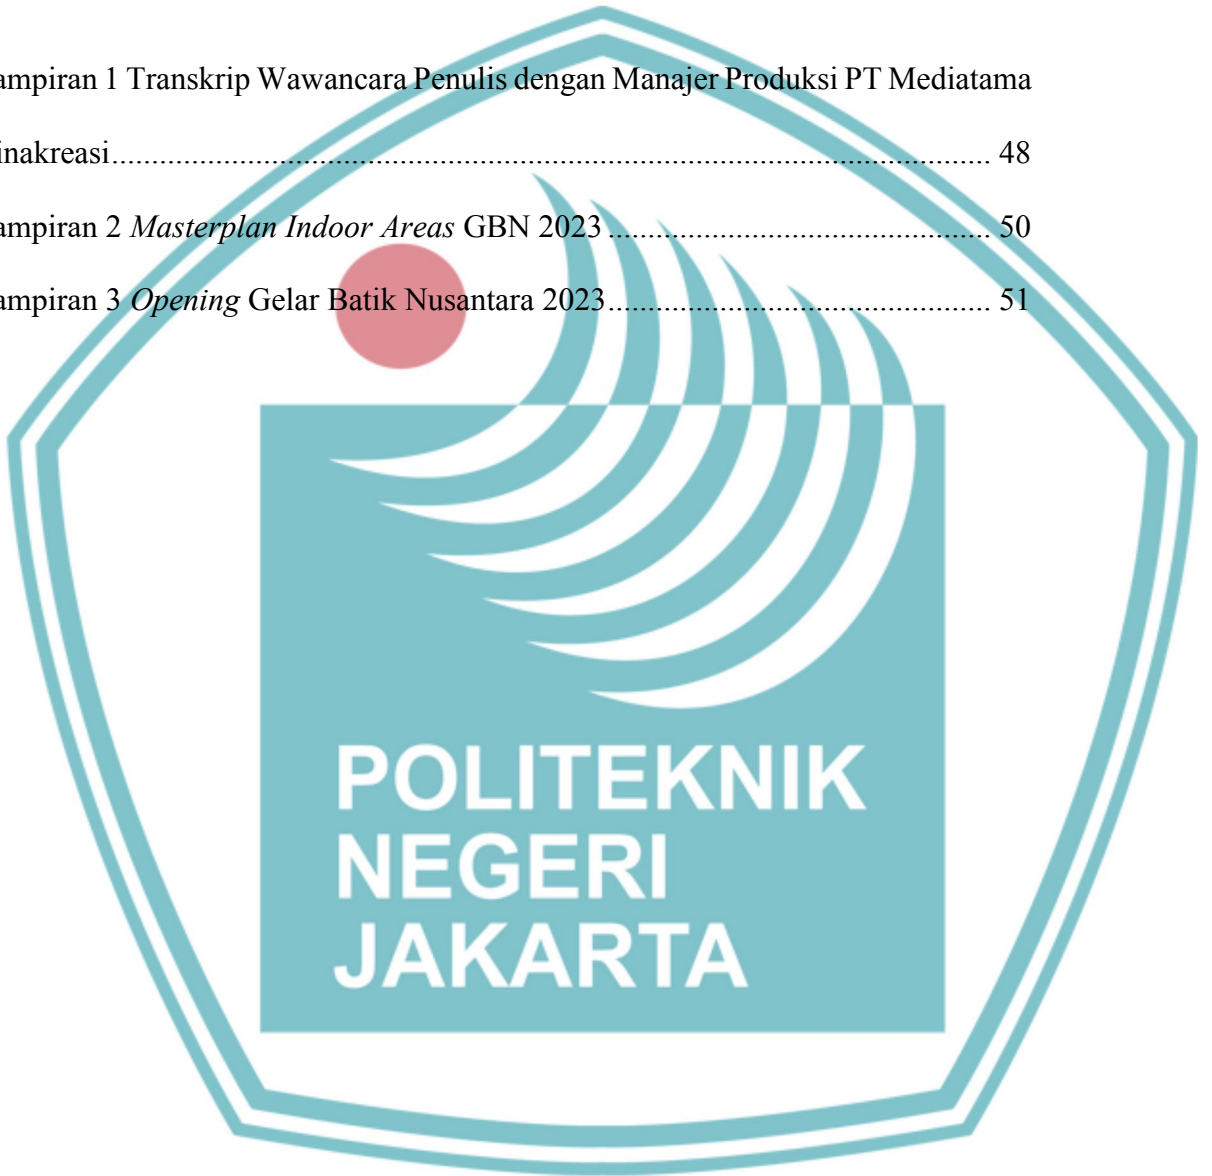 ampiran 1 Transkrip Wawancara Penulis dengan Manajer Produksi PT Mediatama
inakreasi.......................................................................................................... 48
ampiran 2 Masterplan Indoor Areas GBN 2023 ................................................ 50
ampiran 3 Opening Gelar Batik Nusantara 2023................................................ 51
POLITEKNIK
NEGERI
JAKARTA